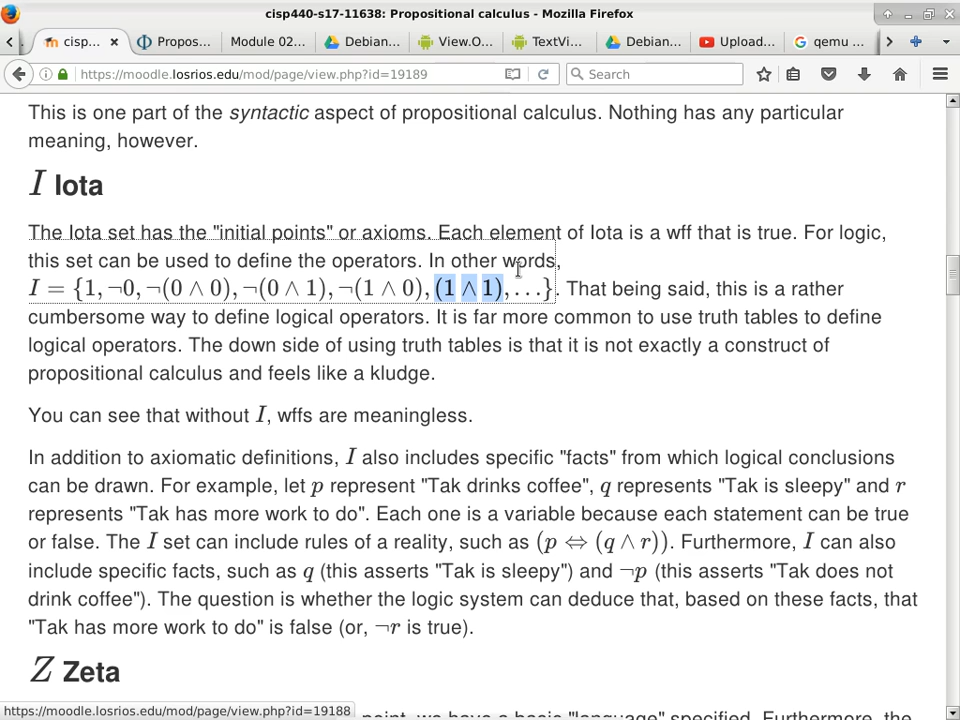 cisp440-s17-11638: Propositional calculus - Mozilla Firefox
cisp... Propos... Module 02... Debian... View.O... TextVi... Debian... Upload... qemu ...
https://moodle.losrios.edu/mod/page/view.php?id=19189 Search
This is one part of the syntactic aspect of propositional calculus. Nothing has any particular
meaning, however.
I Iota
The Iota set has the "initial points" or axioms. Each element of Iota is a wff that is true. For logic,
this set can be used to define the operators. In other words,
I = {1, ¬0, ¬(0 ∧ 0), ¬(0 ∧ 1), ¬(1 ∧ 0), (1 ∧ 1), ...}. That being said, this is a rather
cumbersome way to define logical operators. It is far more common to use truth tables to define
logical operators. The down side of using truth tables is that it is not exactly a construct of
propositional calculus and feels like a kludge.
You can see that without I, wffs are meaningless.
In addition to axiomatic definitions, I also includes specific "facts" from which logical conclusions
can be drawn. For example, let p represent "Tak drinks coffee", q represents "Tak is sleepy" and r
represents "Tak has more work to do". Each one is a variable because each statement can be true
or false. The I set can include rules of a reality, such as (p ⇔ (q ∧ r)). Furthermore, I can also
include specific facts, such as q (this asserts "Tak is sleepy") and ¬p (this asserts "Tak does not
drink coffee"). The question is whether the logic system can deduce that, based on these facts, that
"Tak has more work to do" is false (or, ¬r is true).
Z Zeta
https://moodle.losrios.edu/mod/page/view.php?id=19188 point, we have a basic "language" specified. Furthermore, the